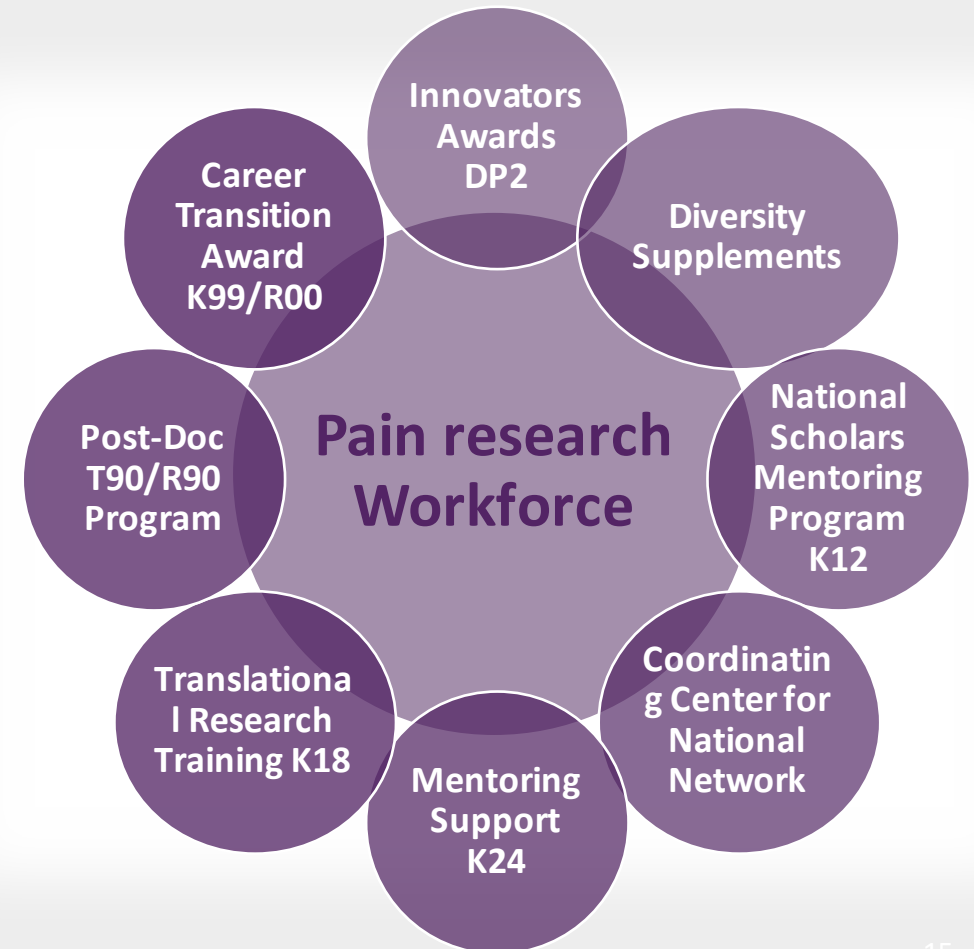 Innovators
Awards
DP2
Diversity
Supplements
National
Scholars
Mentoring
Program
K12
Coordinatin
g Center for
National
Network
Mentoring
Support
K24
Translationa
l Research
Training K18
Post-Doc
T90/R90
Program
Career
Transition
Award
K99/R00
Pain research
Workforce
15